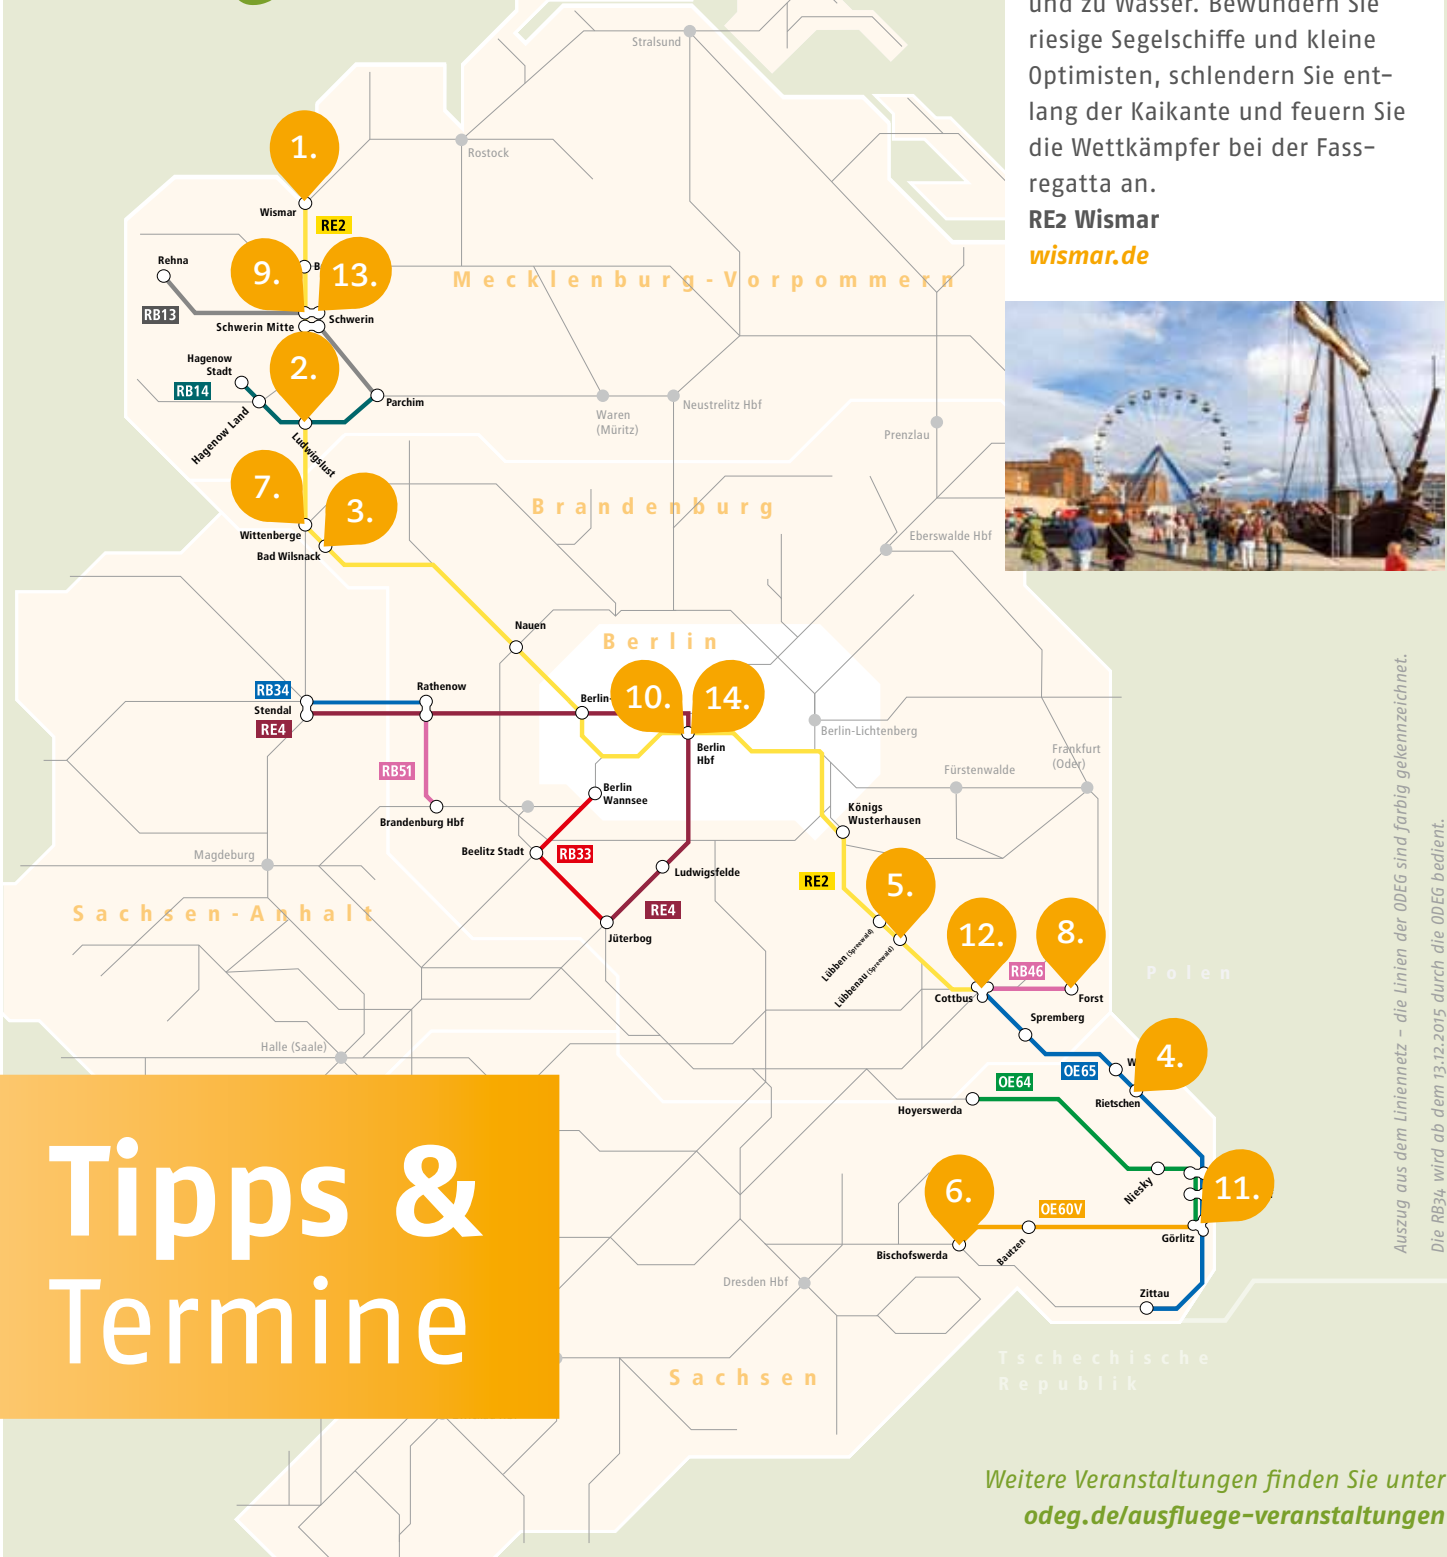 und zu Wasser. Bewundern Sie
riesige Segelschiffe und kleine
Optimisten, schlendern Sie ent-
lang der Kaikante und feuern Sie
die Wettkämpfer bei der Fass-
regatta an.
RE2 Wismar
wismar.de
Stralsund
Rostock
1.
Wismar
RE2
Rehna
9.
B
13.
Mecklenburg-Vorpommern
RB13
Schwerin
Schwerin Mitte
Hagenow
Stadt
2.
RB14
Parchim
Hagenow Land
Ludwigslust
Waren
(Müritz)
Neustrelitz Hbf
Prenzlau
7.
3.
Brandenburg
Wittenberge
Bad Wilsnack
Eberswalde Hbf
Nauen
Berlin
RB34
Stendal
RE4
Rathenow
Berlin-
10.
14.
Berlin
Hbf
Berlin-Lichtenberg
Frankfurt
(Oder)
Fürstenwalde
RB51
Berlin
Wannsee
Brandenburg Hbf
Königs
Wusterhausen
Magdeburg
Beelitz Stadt
RB33
Ludwigsfelde
RE2
5.
Sachsen-Anhalt
RE4
Jüterbog
Lübben (Spreewald)
Lübbenau (Spreewald)
12.
8.
RB46
Cottbus
Forst
Polen
Spremberg
Halle (Saale)
4.
W
OE65
OE64
Rietschen
Hoyerswerda
Niesky
11.
6.
OE60V
Bischofswerda
Bautzen
Görlitz
Dresden Hbf
Zittau
Tschechische
Republik
Sachsen
Tipps &
Termine
Auszug aus dem Liniennetz – die Linien der ODEG sind farbig gekennzeichnet.
Die RB34 wird ab dem 13.12.2015 durch die ODEG bedient.
Weitere Veranstaltungen finden Sie unter
odeg.de/ausfluege-veranstaltungen